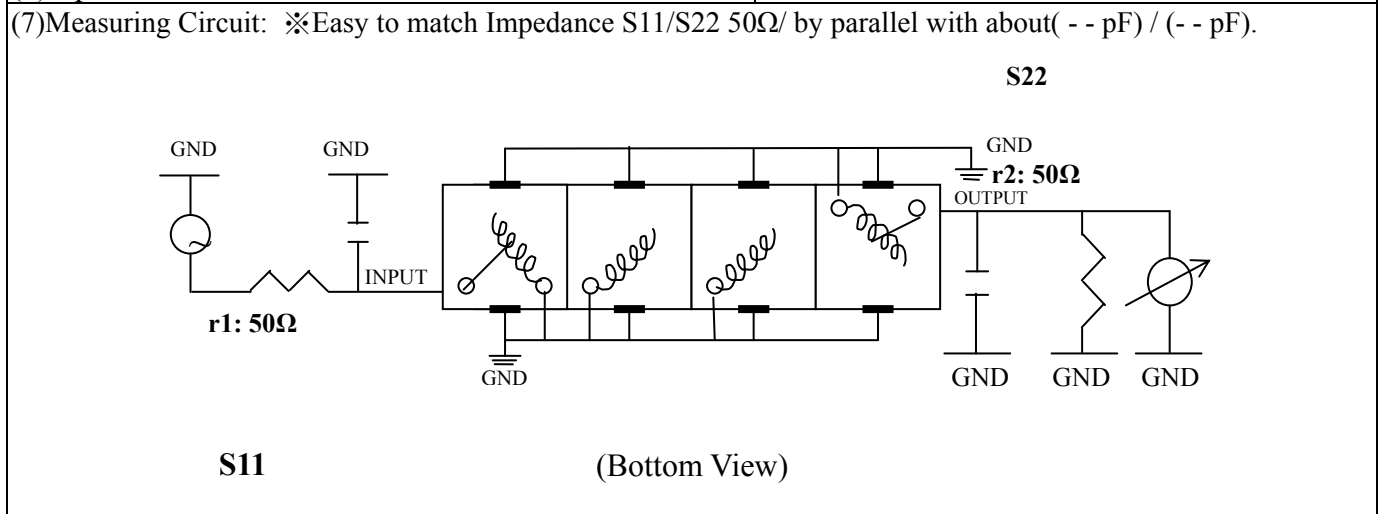 (7)Measuring Circuit: ※Easy to match Impedance S11/S22 50Ω/ by parallel with about( - - pF) / (- - pF).
S22
GND
GND
GND
r2: 50Ω
OUTPUT
INPUT
r1: 50Ω
GND
GND
GND
GND
S11
(Bottom View)